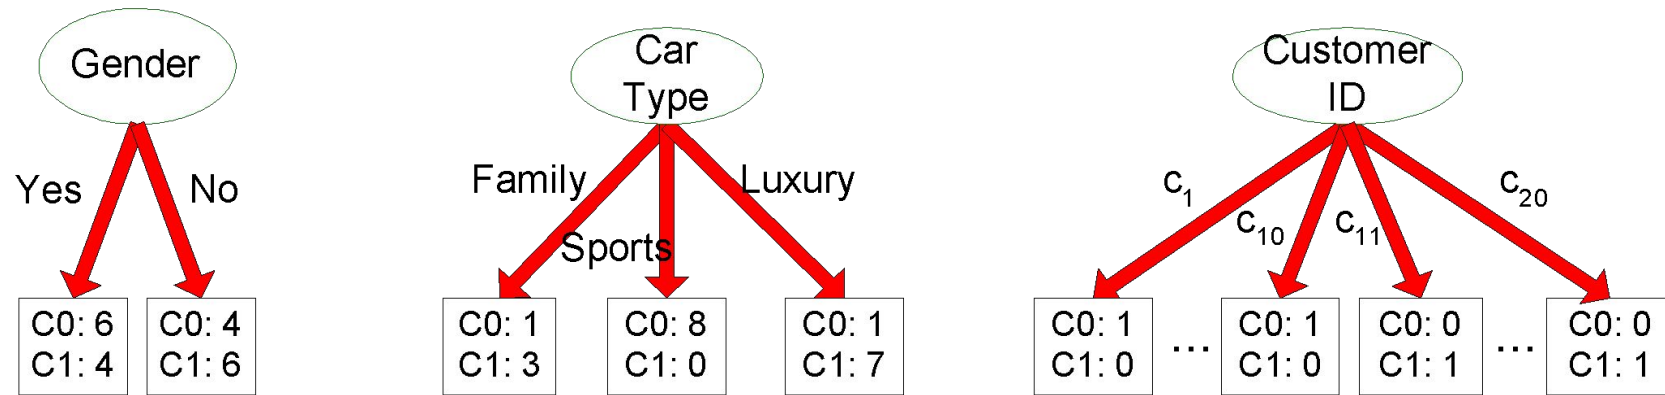 Gender
Yes
No
C0: 6
C1: 4
C0: 4
C1: 6
Car
Type
Family
Sports
Luxury
C0: 1
C1: 3
C0: 8
C1: 0
C0: 1
C1: 7
Customer
ID
c1
c10
c11
c20
C0: 1
C1: 0
...
C0: 1
C1: 0
C0: 0
C1: 1
...
C0: 0
C1: 1